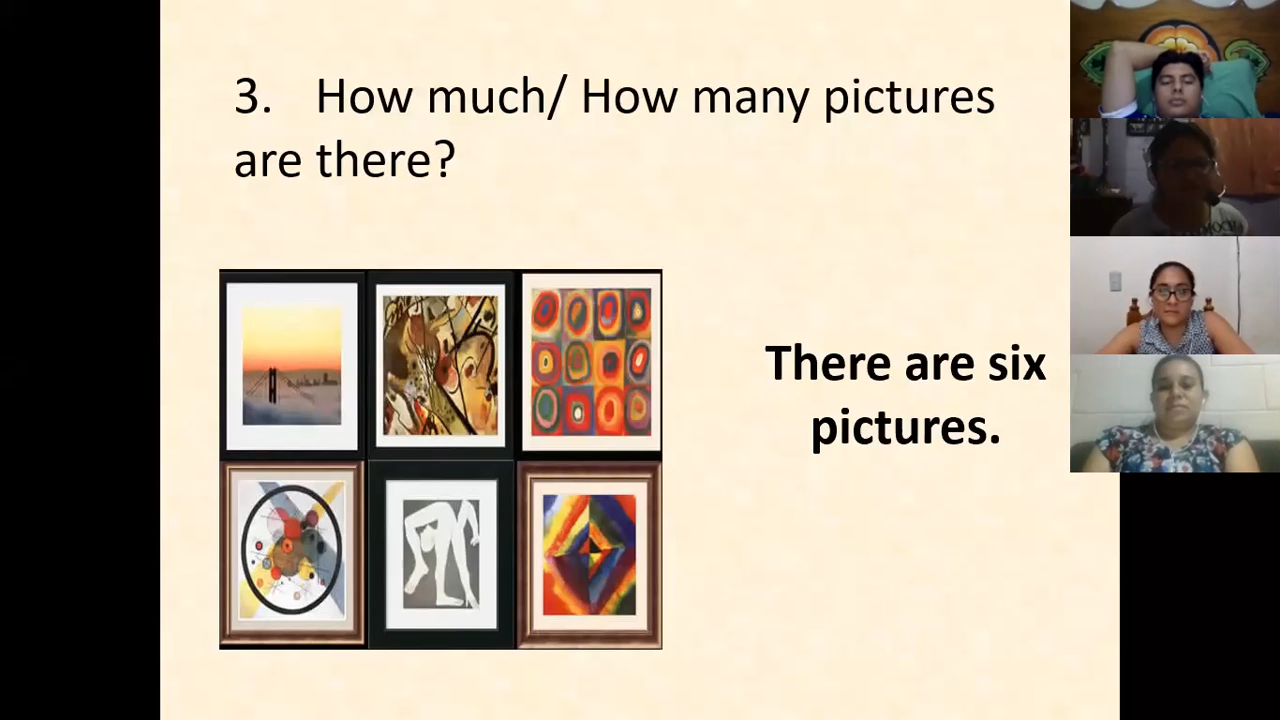 3. How much/ How many pictures
are there?
There are six
pictures.